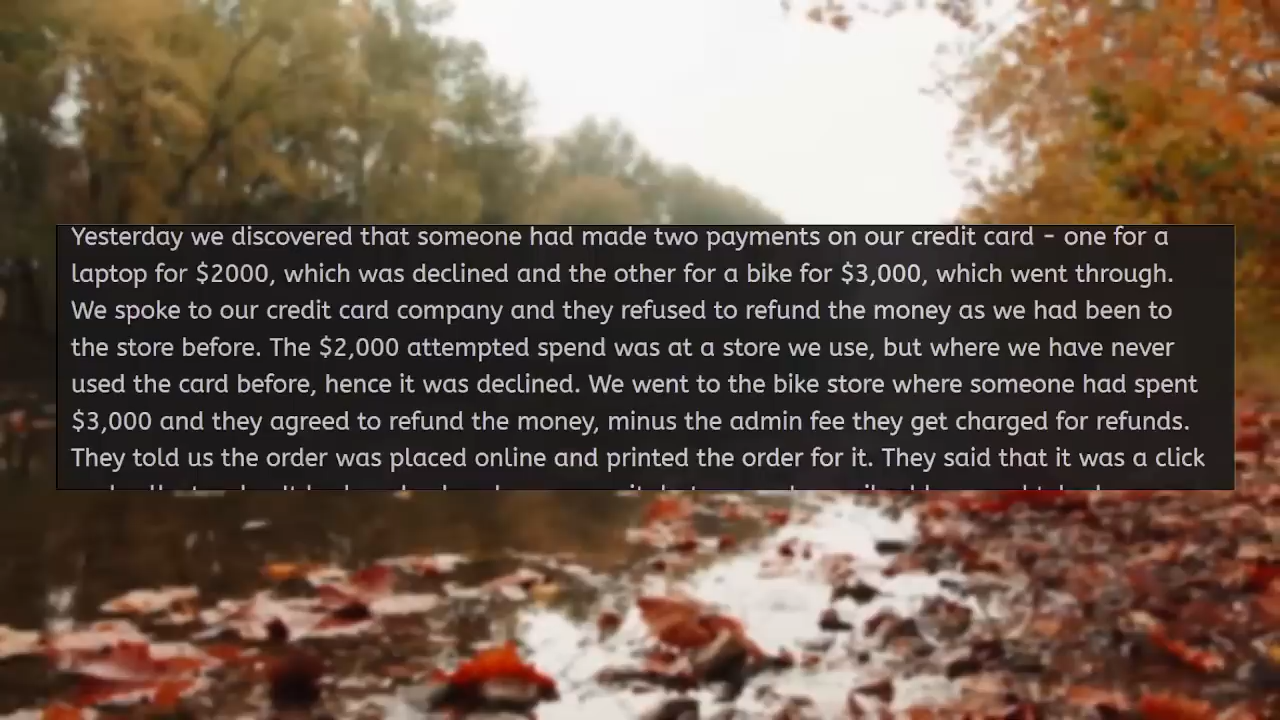 Yesterday we discovered that someone had made two payments on our credit card - one for a
laptop for $2000, which was declined and the other for a bike for $3,000, which went through.
We spoke to our credit card company and they refused to refund the money as we had been to
the store before. The $2,000 attempted spend was at a store we use, but where we have never
used the card before, hence it was declined. We went to the bike store where someone had spent
$3,000 and they agreed to refund the money, minus the admin fee they get charged for refunds.
They told us the order was placed online and printed the order for it. They said that it was a click